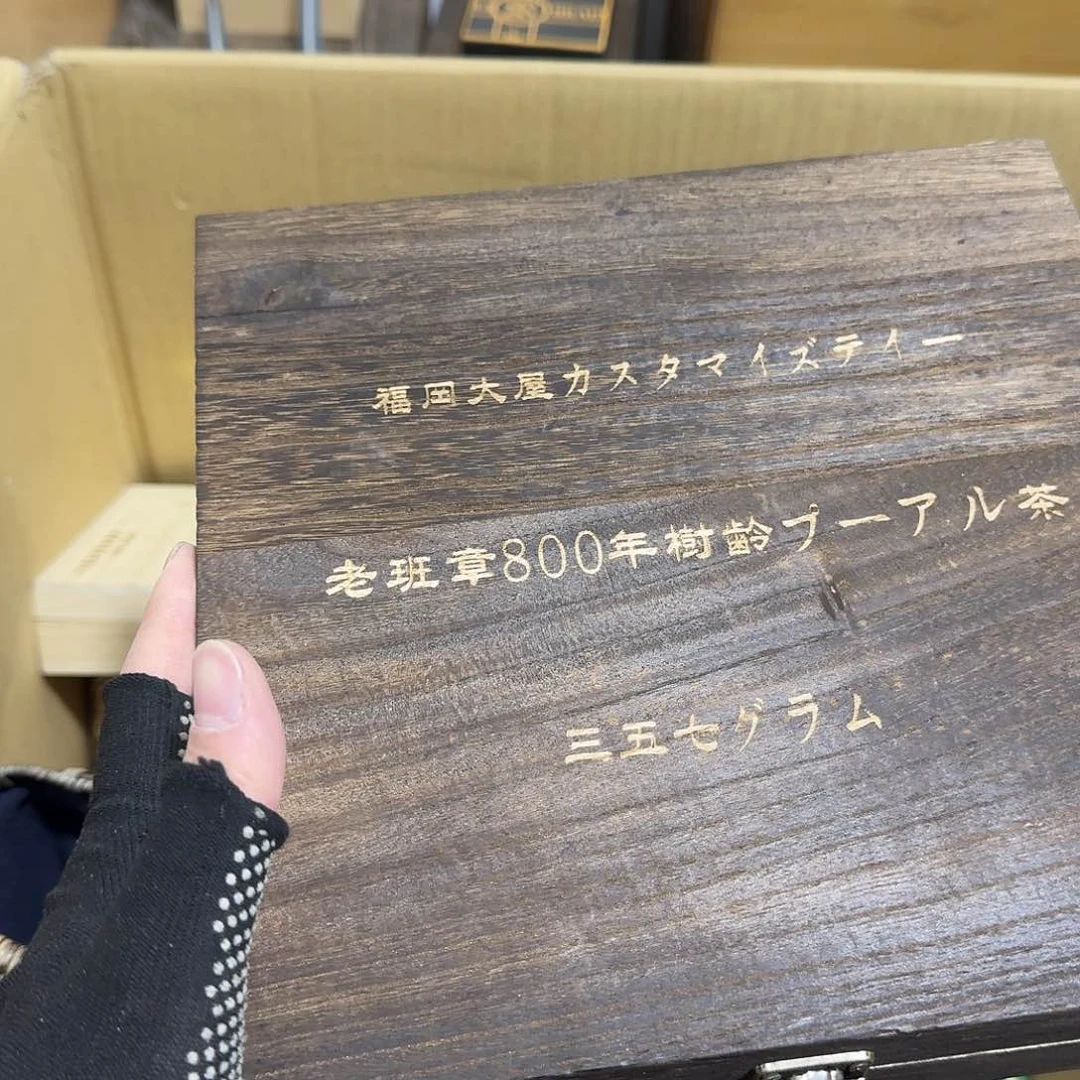 福岡大屋カスタマイズティー
老班章800年樹齢プーアル茶
三五七グラム